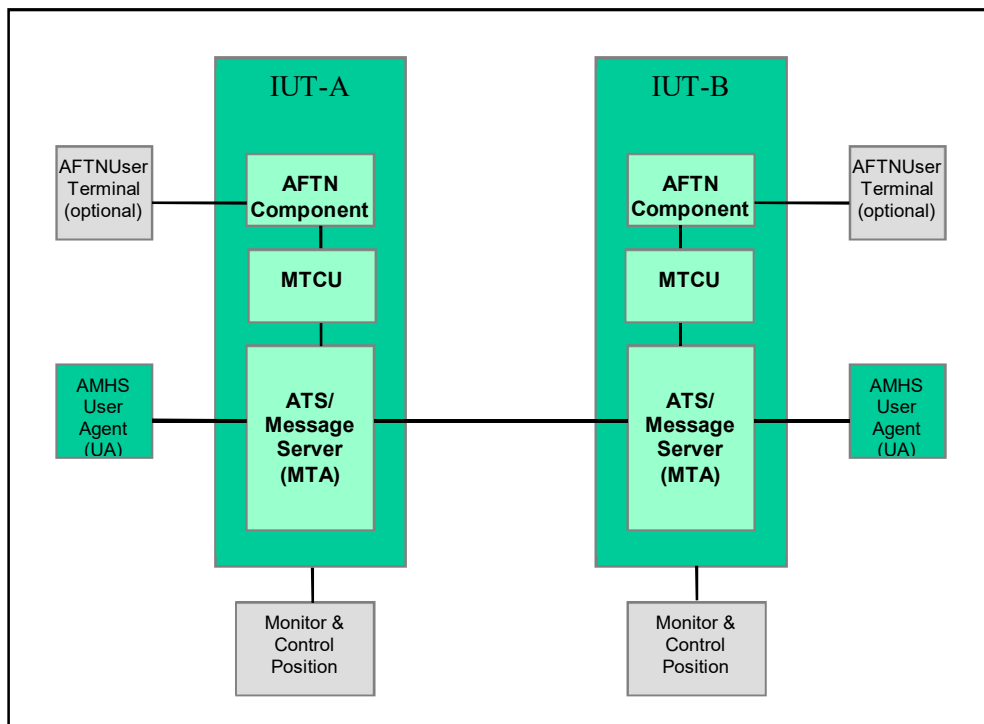 IUT-A
IUT-B
AFTNUser
Terminal
(optional)
AFTN
Component
AFTN
Component
AFTNUser
Terminal
(optional)
MTCU
MTCU
AMHS
User
Agent
(UA)
ATS/
Message
Server
(MTA)
ATS/
Message
Server
(MTA)
AMHS
User
Agent
(UA)
Monitor &
Control
Position
Monitor &
Control
Position